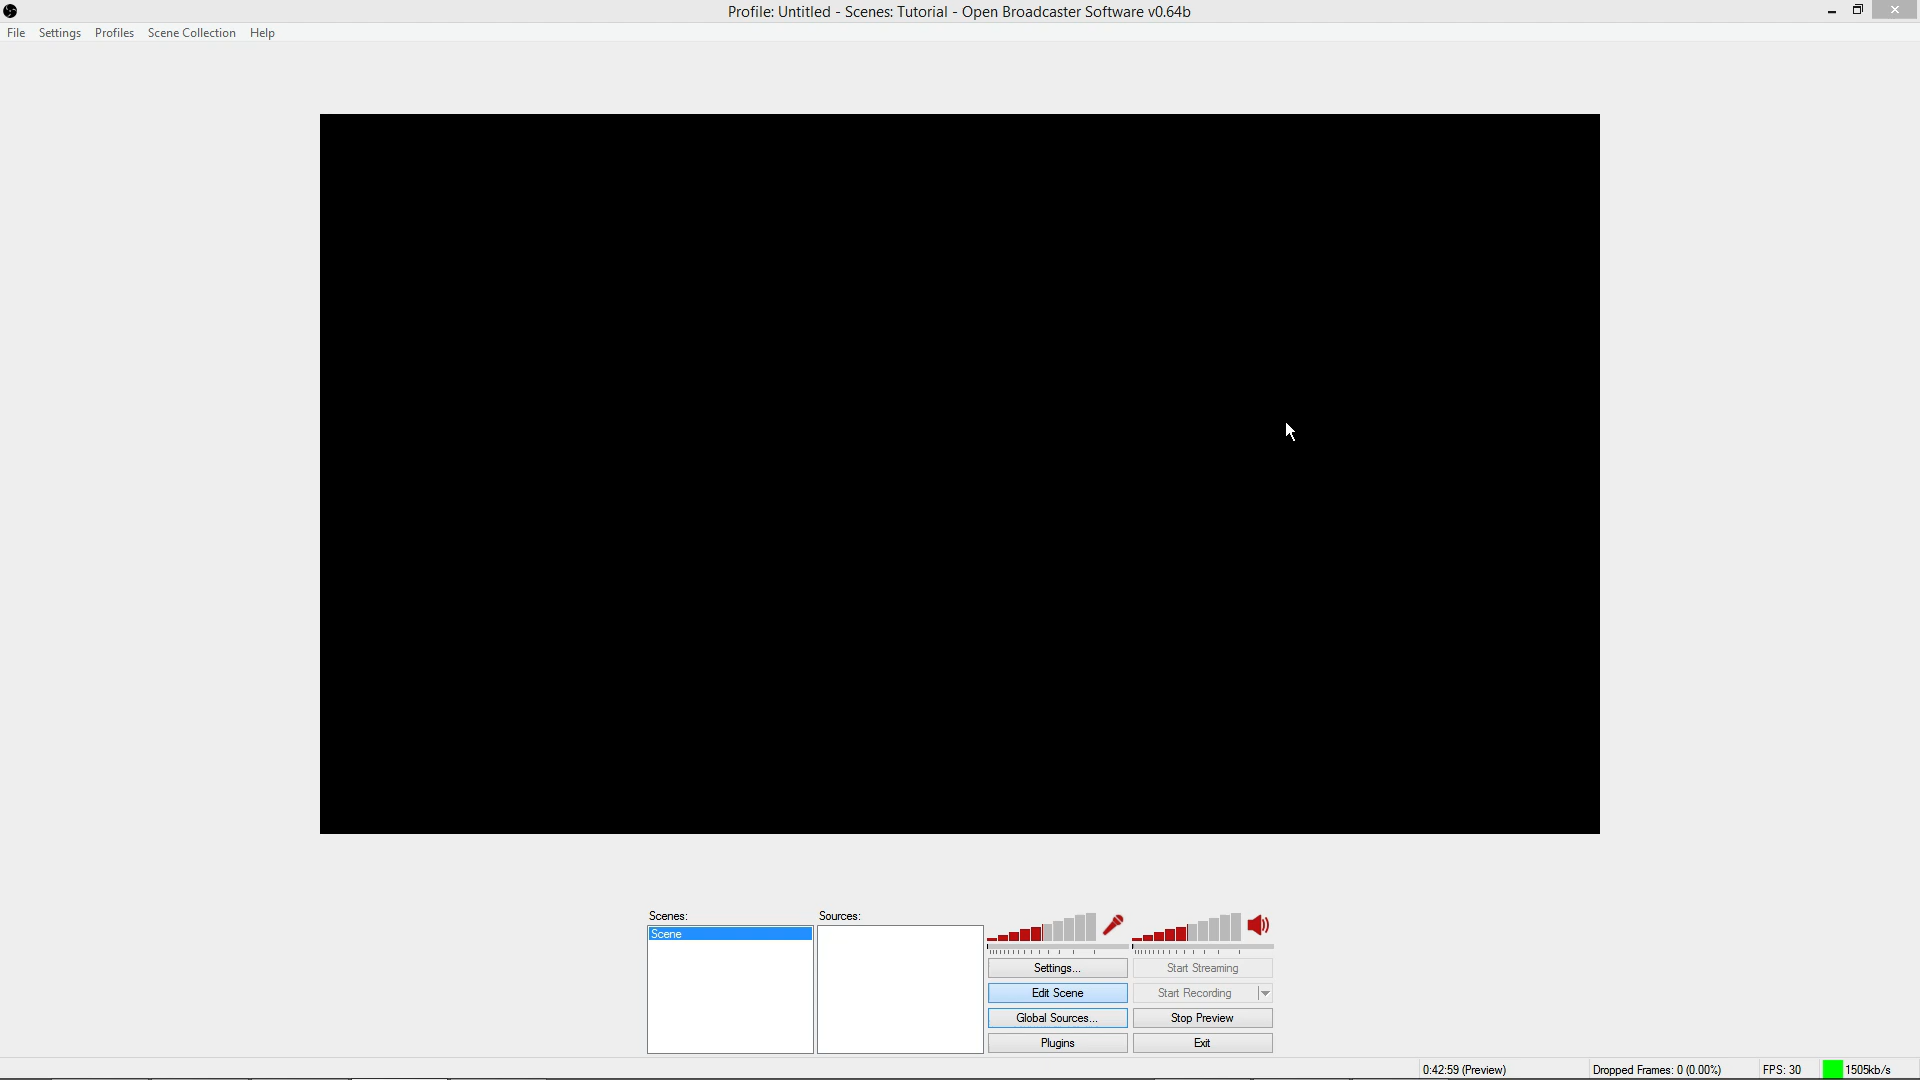 Profile: Untitled - Scenes: Tutorial - Open Broadcaster Software v0.64b
File Settings Profiles Scene Collection Help
Scenes: Sources:
Scene
Settings... Start Streaming
Edit Scene Start Recording
Global Sources... Stop Preview
Plugins Exit
0:42:59 (Preview) Dropped Frames: 0 (0.00%) FPS: 30 1505kb/s